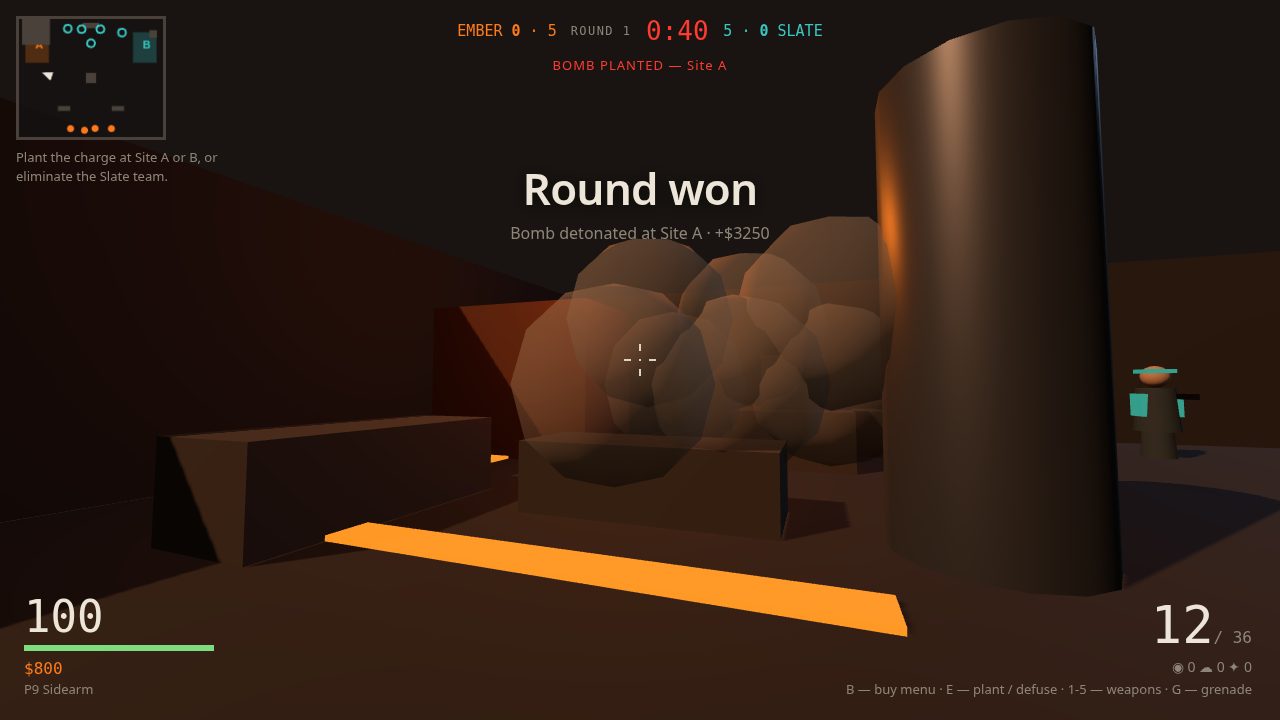 EMBER 0 · 5 ROUND 1 0:40 5 · 0 SLATE
BOMB PLANTED — Site A
A
B
Plant the charge at Site A or B, or
eliminate the Slate team.
Round won
Bomb detonated at Site A · +$3250
100
$800
P9 Sidearm
12 / 36
◉ 0 ☁ 0 ✦ 0
B — buy menu · E — plant / defuse · 1-5 — weapons · G — grenade